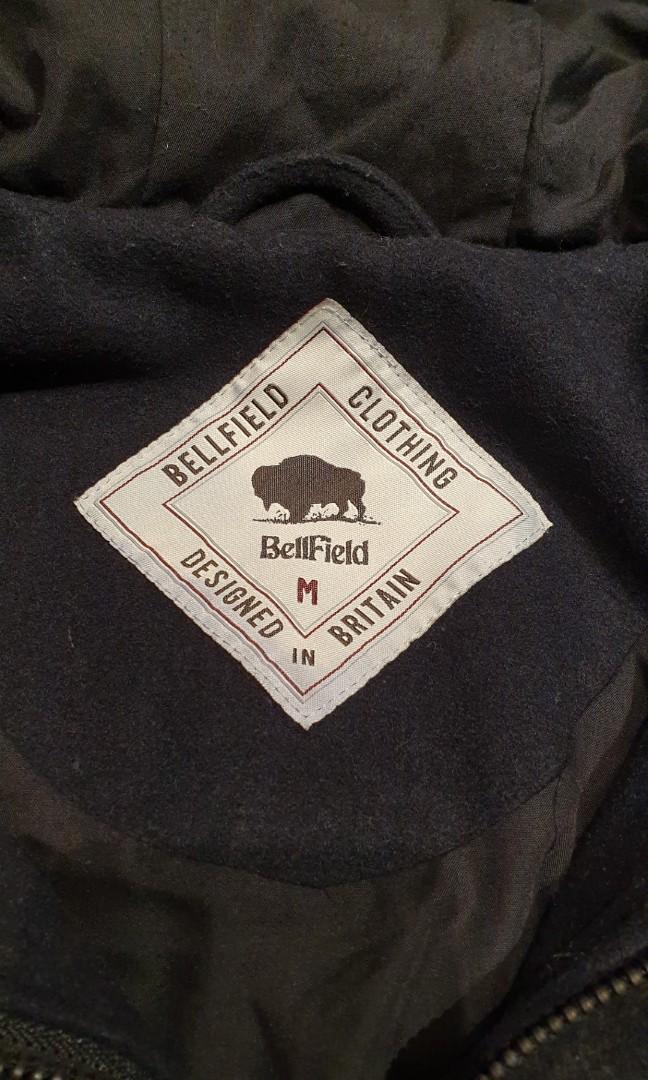 BELLFIELD CLOTHING
BellField
M
DESIGNED IN BRITAIN